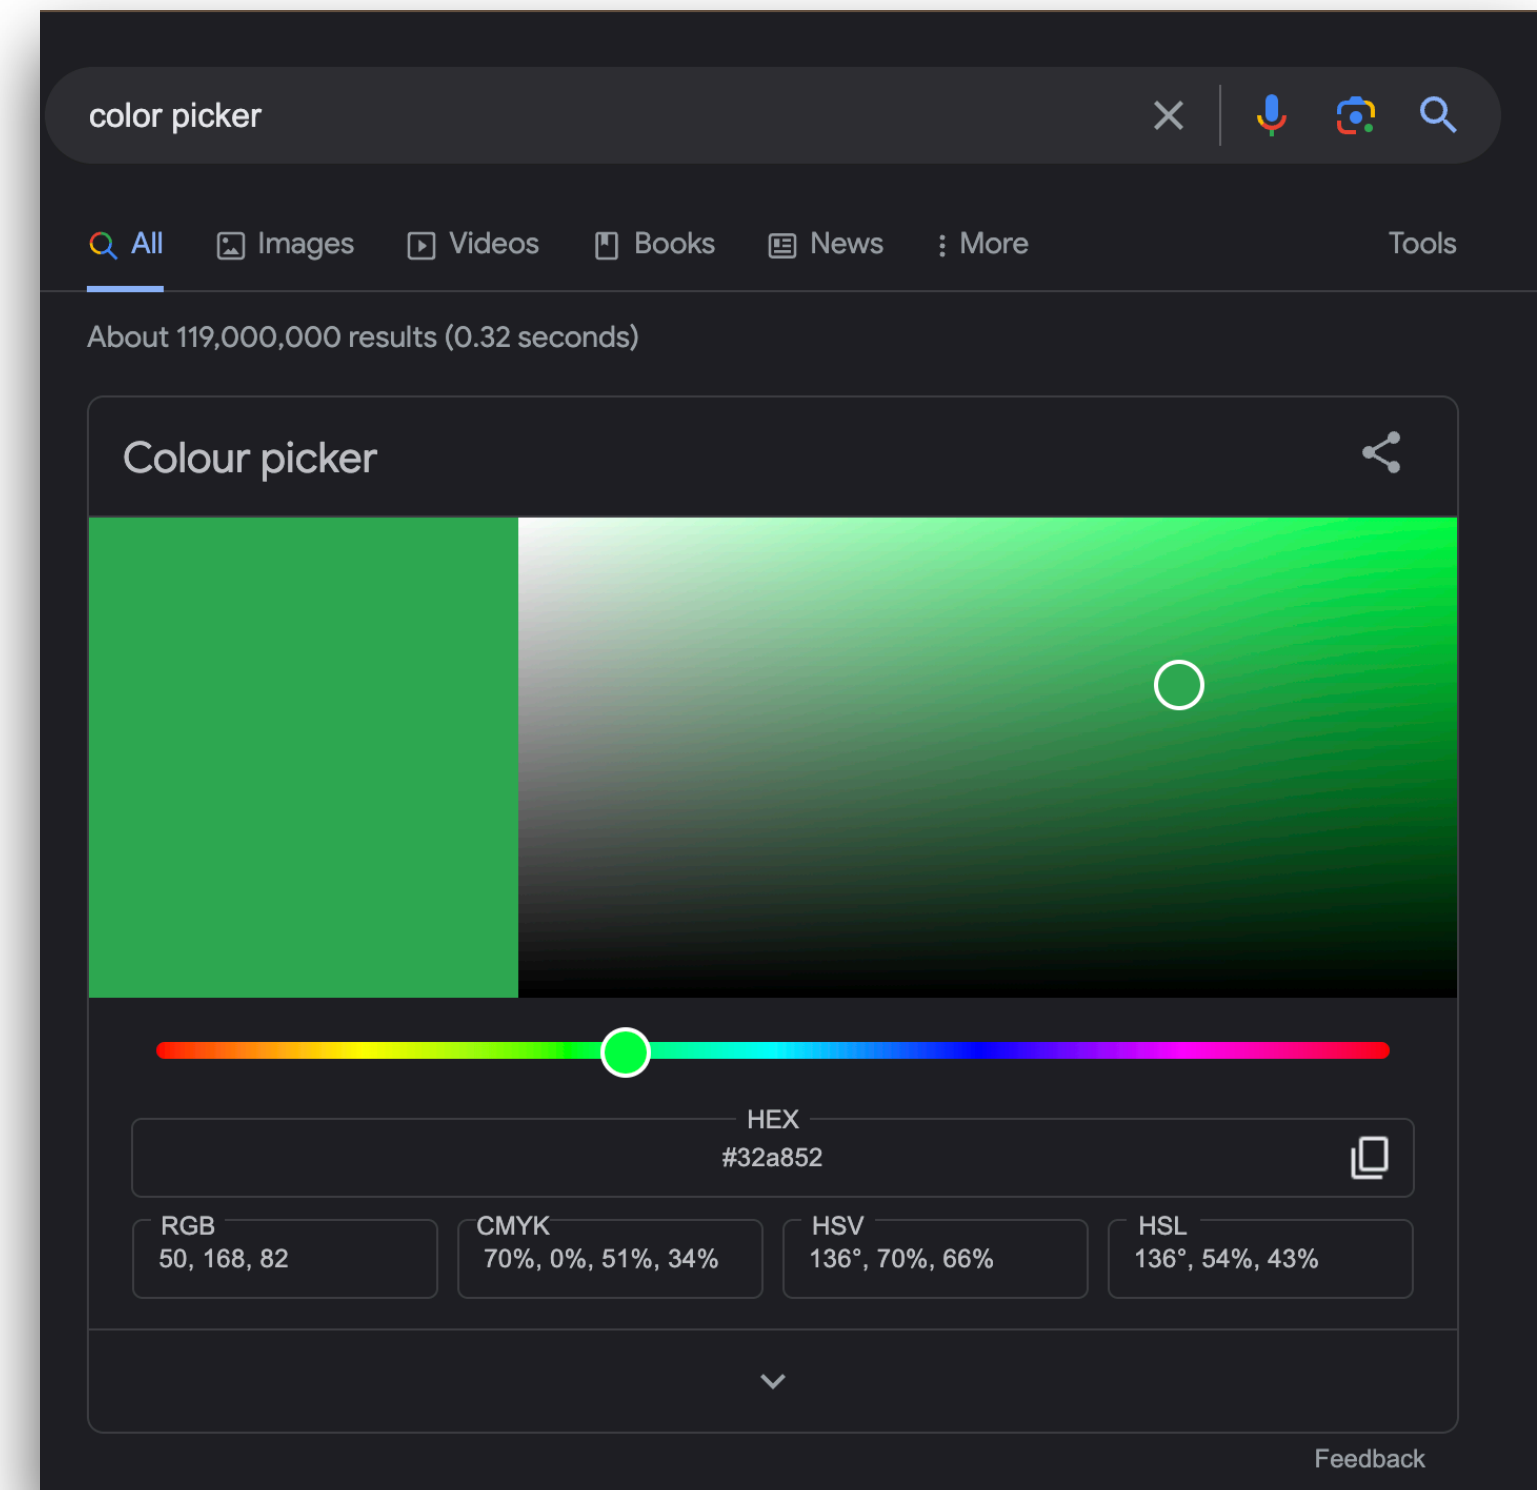 color picker
All Images Videos Books News More Tools
About 119,000,000 results (0.32 seconds)
Colour picker
HEX
#32a852
RGB CMYK HSV HSL
50, 168, 82 70%, 0%, 51%, 34% 136°, 70%, 66% 136°, 54%, 43%
Feedback